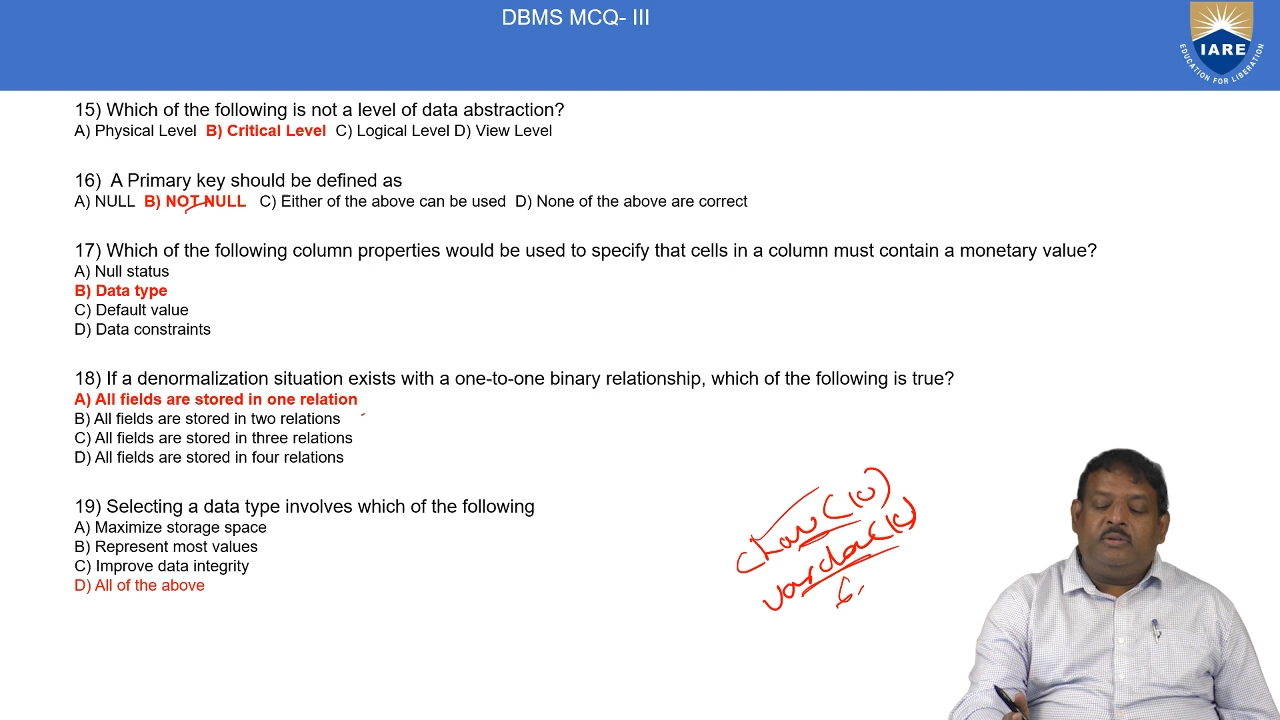 DBMS MCQ- III
IARE
EDUCATION FOR LIBERATION
15) Which of the following is not a level of data abstraction?
A) Physical Level B) Critical Level C) Logical Level D) View Level
16) A Primary key should be defined as
A) NULL B) NOT NULL C) Either of the above can be used D) None of the above are correct
17) Which of the following column properties would be used to specify that cells in a column must contain a monetary value?
A) Null status
B) Data type
C) Default value
D) Data constraints
18) If a denormalization situation exists with a one-to-one binary relationship, which of the following is true?
A) All fields are stored in one relation
B) All fields are stored in two relations
C) All fields are stored in three relations
D) All fields are stored in four relations
19) Selecting a data type involves which of the following
A) Maximize storage space
B) Represent most values
C) Improve data integrity
D) All of the above